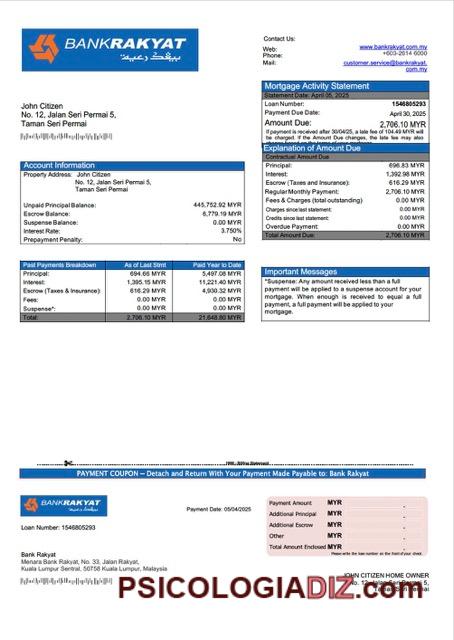 BANKRAKYAT
بيڠك رعية
Contact Us:
Web: www.bankrakyat.com.my
Phone: +603-2614 6000
Mail: customer.service@bankrakyat.com.my
Mortgage Activity Statement
Statement Date: April 05, 2025
Loan Number: 1546805293
Payment Due Date: April 30, 2025
Amount Due: 2,706.10 MYR
If payment is received after 30/04/25, a late fee of 104.49 MYR will
be charged. If the Amount Due changes, the late fee may also
John Citizen
No. 12, Jalan Seri Permai 5,
Taman Seri Permai
Explanation of Amount Due
Contractual Amount Due
Principal: 696.83 MYR
Interest: 1,392.98 MYR
Escrow (Taxes and Insurance): 616.29 MYR
Regular Monthly Payment: 2,706.10 MYR
Fees & Charges (total outstanding) 0.00 MYR
Charges since last statement: 0.00 MYR
Credits since last statement: 0.00 MYR
Overdue Payment: 0.00 MYR
Total Amount Due: 2,706.10 MYR
Account Information
Property Address: John Citizen
No. 12, Jalan Seri Permai 5,
Taman Seri Permai
Unpaid Principal Balance: 445,752.92 MYR
Escrow Balance: 6,779.19 MYR
Suspense Balance: 0.00 MYR
Interest Rate: 3.750%
Prepayment Penalty: No
Past Payments Breakdown As of Last Stmt Paid Year to Date
Principal: 694.66 MYR 5,497.08 MYR
Interest: 1,395.15 MYR 11,221.40 MYR
Escrow (Taxes & Insurance): 616.29 MYR 4,930.32 MYR
Fees: 0.00 MYR 0.00 MYR
Suspense*: 0.00 MYR 0.00 MYR
Total: 2,706.10 MYR 21,648.80 MYR
Important Messages
*Suspense: Any amount received less than a full
payment will be applied to a suspense account for your
mortgage. When enough is received to equal a full
payment, a full payment will be applied to your
mortgage.
PAYMENT COUPON – Detach and Return With Your Payment Made Payable to: Bank Rakyat
BANKRAKYAT
بيڠك رعية
Payment Date: 05/04/2025
Loan Number: 1546805293
Payment Amount MYR
Additional Principal MYR
Additional Escrow MYR
Other MYR
Total Amount Enclosed MYR
Please write the loan number on the front of your check.
Bank Rakyat
Menara Bank Rakyat, No. 33, Jalan Rakyat,
Kuala Lumpur Sentral, 50758 Kuala Lumpur, Malaysia
JOHN CITIZEN HOME OWNER
PSICOLOGIADIZ.com